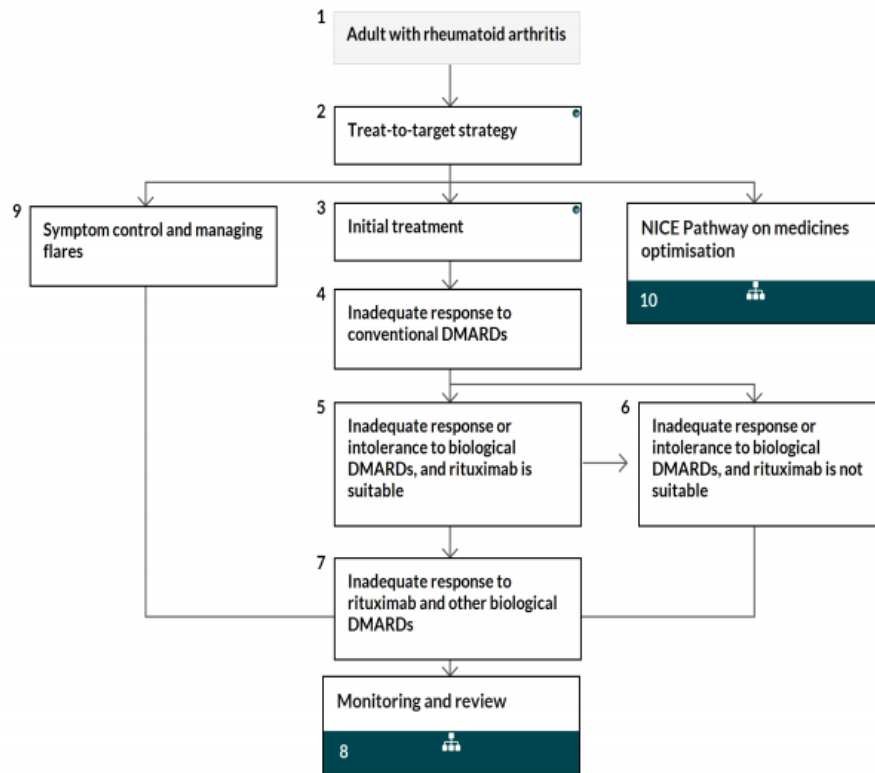 1
Adult with rheumatoid arthritis
2
Treat-to-target strategy
9
Symptom control and managing
flares
3
Initial treatment
NICE Pathway on medicines
optimisation
10
4
Inadequate response to
conventional DMARDs
5
Inadequate response or
intolerance to biological
DMARDs, and rituximab is
suitable
6
Inadequate response or
intolerance to biological
DMARDs, and rituximab is not
suitable
7
Inadequate response to
rituximab and other biological
DMARDs
Monitoring and review
8